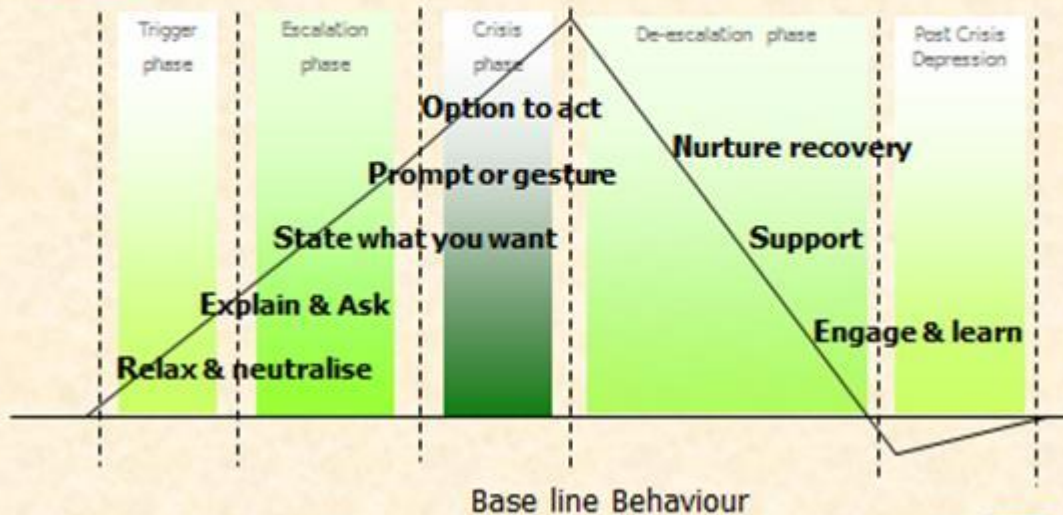 Trigger
phase
Escalation
phase
Crisis
phase
De-escalation phase
Post Crisis
Depression
Option to act
Nurture recovery
Prompt or gesture
State what you want
Support
Explain & Ask
Engage & learn
Relax & neutralise
Base line Behaviour